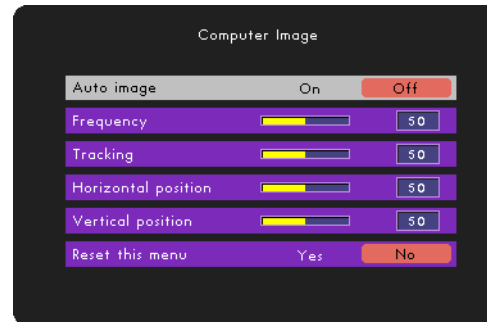 Computer Image
Auto image On Off
Frequency 50
Tracking 50
Horizontal position 50
Vertical position 50
Reset this menu Yes No